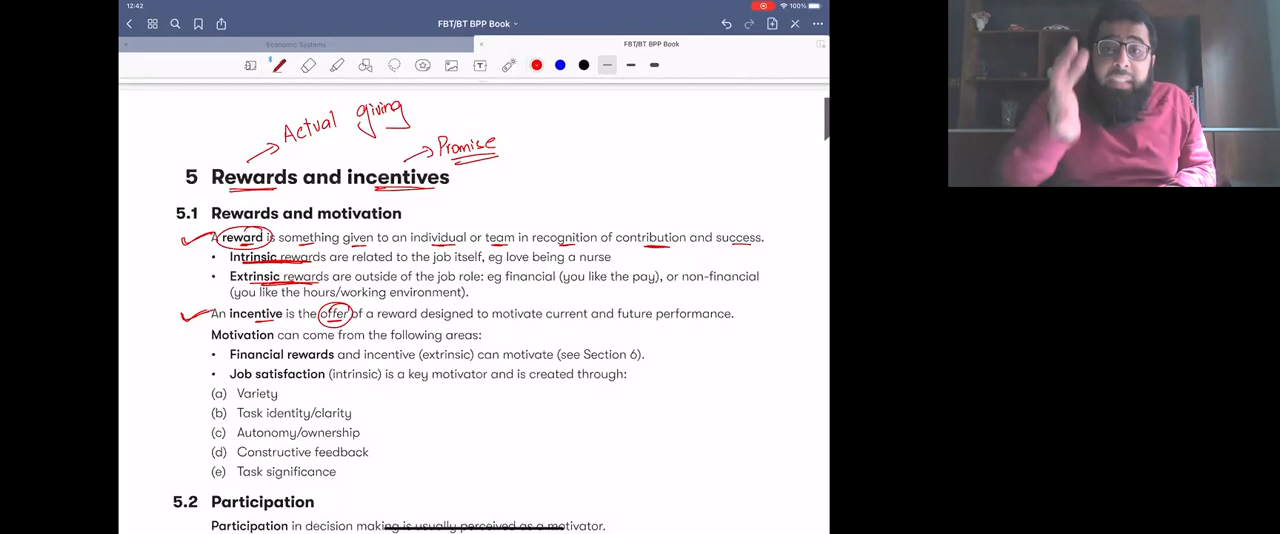 12:42
100%
FBT/BT BPP Book
Economic Systems
FBT/BT BPP Book
Actual giving
Promise
5 Rewards and incentives
5.1 Rewards and motivation
A reward is something given to an individual or team in recognition of contribution and success.
• Intrinsic rewards are related to the job itself, eg love being a nurse
• Extrinsic rewards are outside of the job role: eg financial (you like the pay), or non-financial
(you like the hours/working environment).
An incentive is the offer of a reward designed to motivate current and future performance.
Motivation can come from the following areas:
• Financial rewards and incentive (extrinsic) can motivate (see Section 6).
• Job satisfaction (intrinsic) is a key motivator and is created through:
(a) Variety
(b) Task identity/clarity
(c) Autonomy/ownership
(d) Constructive feedback
(e) Task significance
5.2 Participation
Participation in decision making is usually perceived as a motivator.